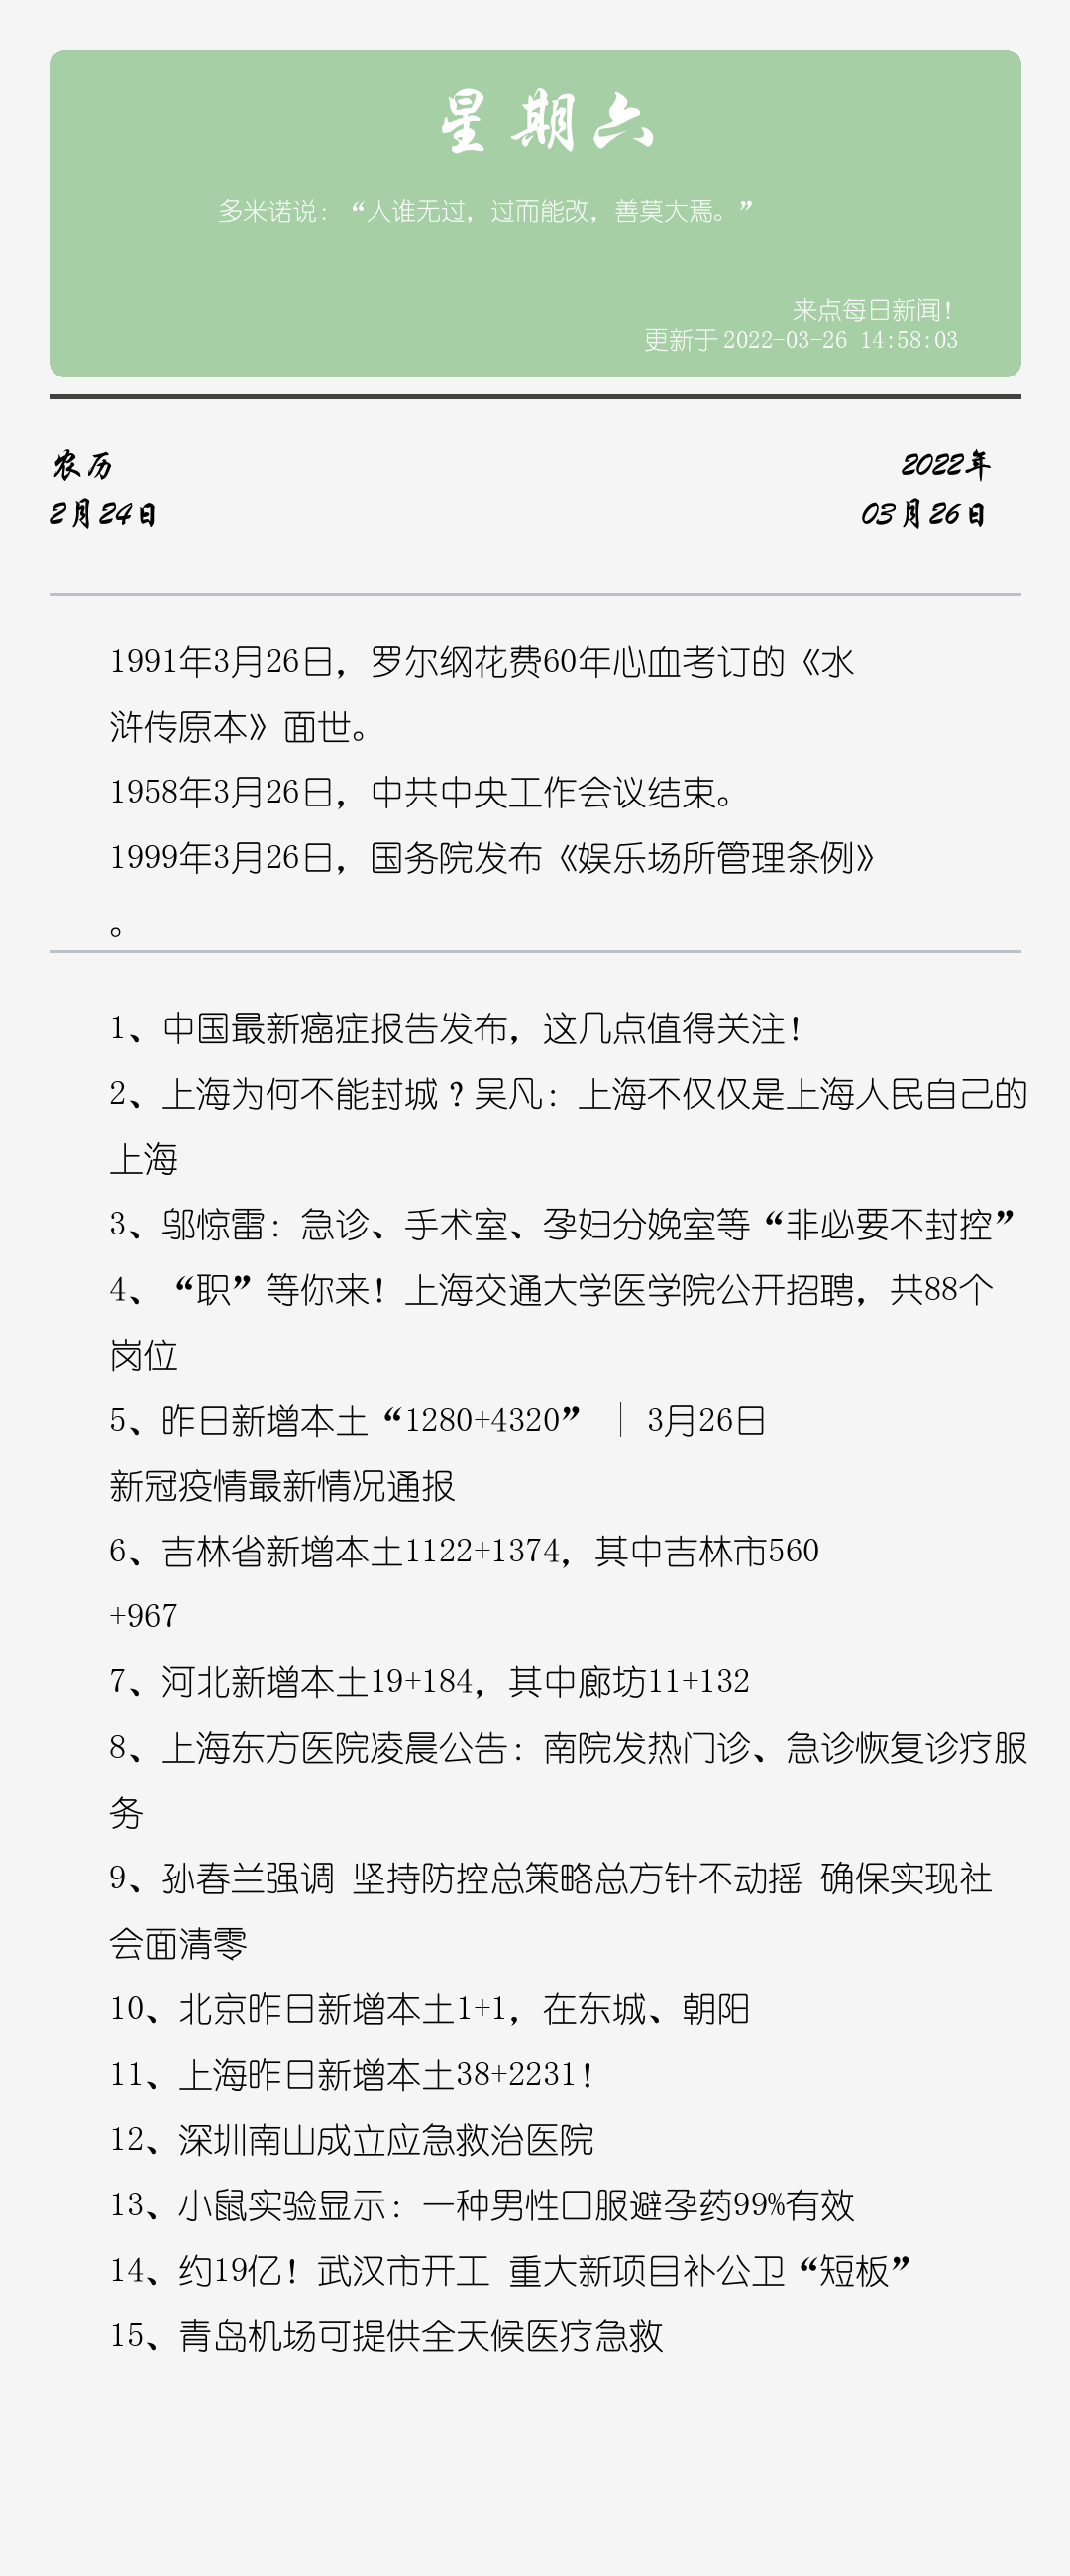 星期六
多米诺说：“人谁无过，过而能改，善莫大焉。”
来点每日新闻！
更新于 2022-03-26 14:58:03
农历
2月24日
2022年
03月26日
1991年3月26日，罗尔纲花费60年心血考订的《水
浒传原本》面世。
1958年3月26日，中共中央工作会议结束。
1999年3月26日，国务院发布《娱乐场所管理条例》
。
1、中国最新癌症报告发布，这几点值得关注！
2、上海为何不能封城？吴凡：上海不仅仅是上海人民自己的
上海
3、邬惊雷：急诊、手术室、孕妇分娩室等“非必要不封控”
4、“职”等你来！上海交通大学医学院公开招聘，共88个
岗位
5、昨日新增本土“1280+4320” | 3月26日
新冠疫情最新情况通报
6、吉林省新增本土1122+1374，其中吉林市560
+967
7、河北新增本土19+184，其中廊坊11+132
8、上海东方医院凌晨公告：南院发热门诊、急诊恢复诊疗服
务
9、孙春兰强调 坚持防控总策略总方针不动摇 确保实现社
会面清零
10、北京昨日新增本土1+1，在东城、朝阳
11、上海昨日新增本土38+2231！
12、深圳南山成立应急救治医院
13、小鼠实验显示：一种男性口服避孕药99%有效
14、约19亿！武汉市开工 重大新项目补公卫“短板”
15、青岛机场可提供全天候医疗急救